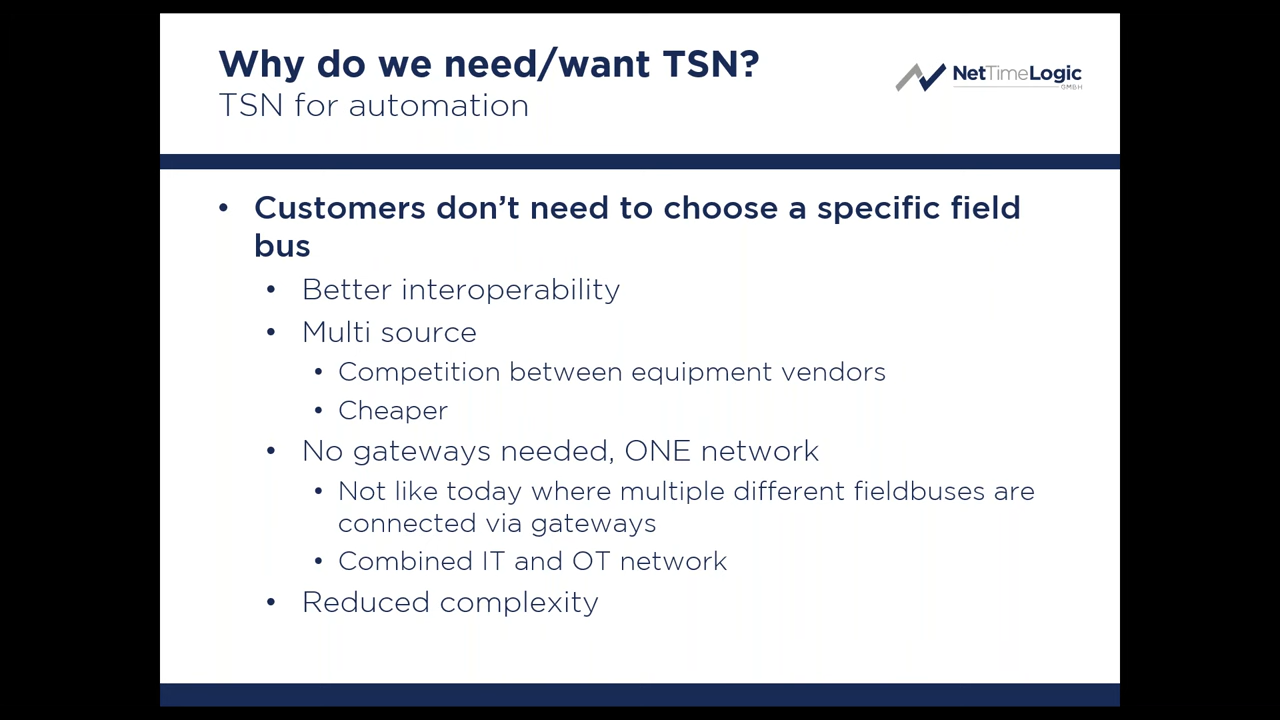 Why do we need/want TSN?
TSN for automation
NetTimeLogic
GMBH
• Customers don’t need to choose a specific field
bus
• Better interoperability
• Multi source
• Competition between equipment vendors
• Cheaper
• No gateways needed, ONE network
• Not like today where multiple different fieldbuses are
connected via gateways
• Combined IT and OT network
• Reduced complexity